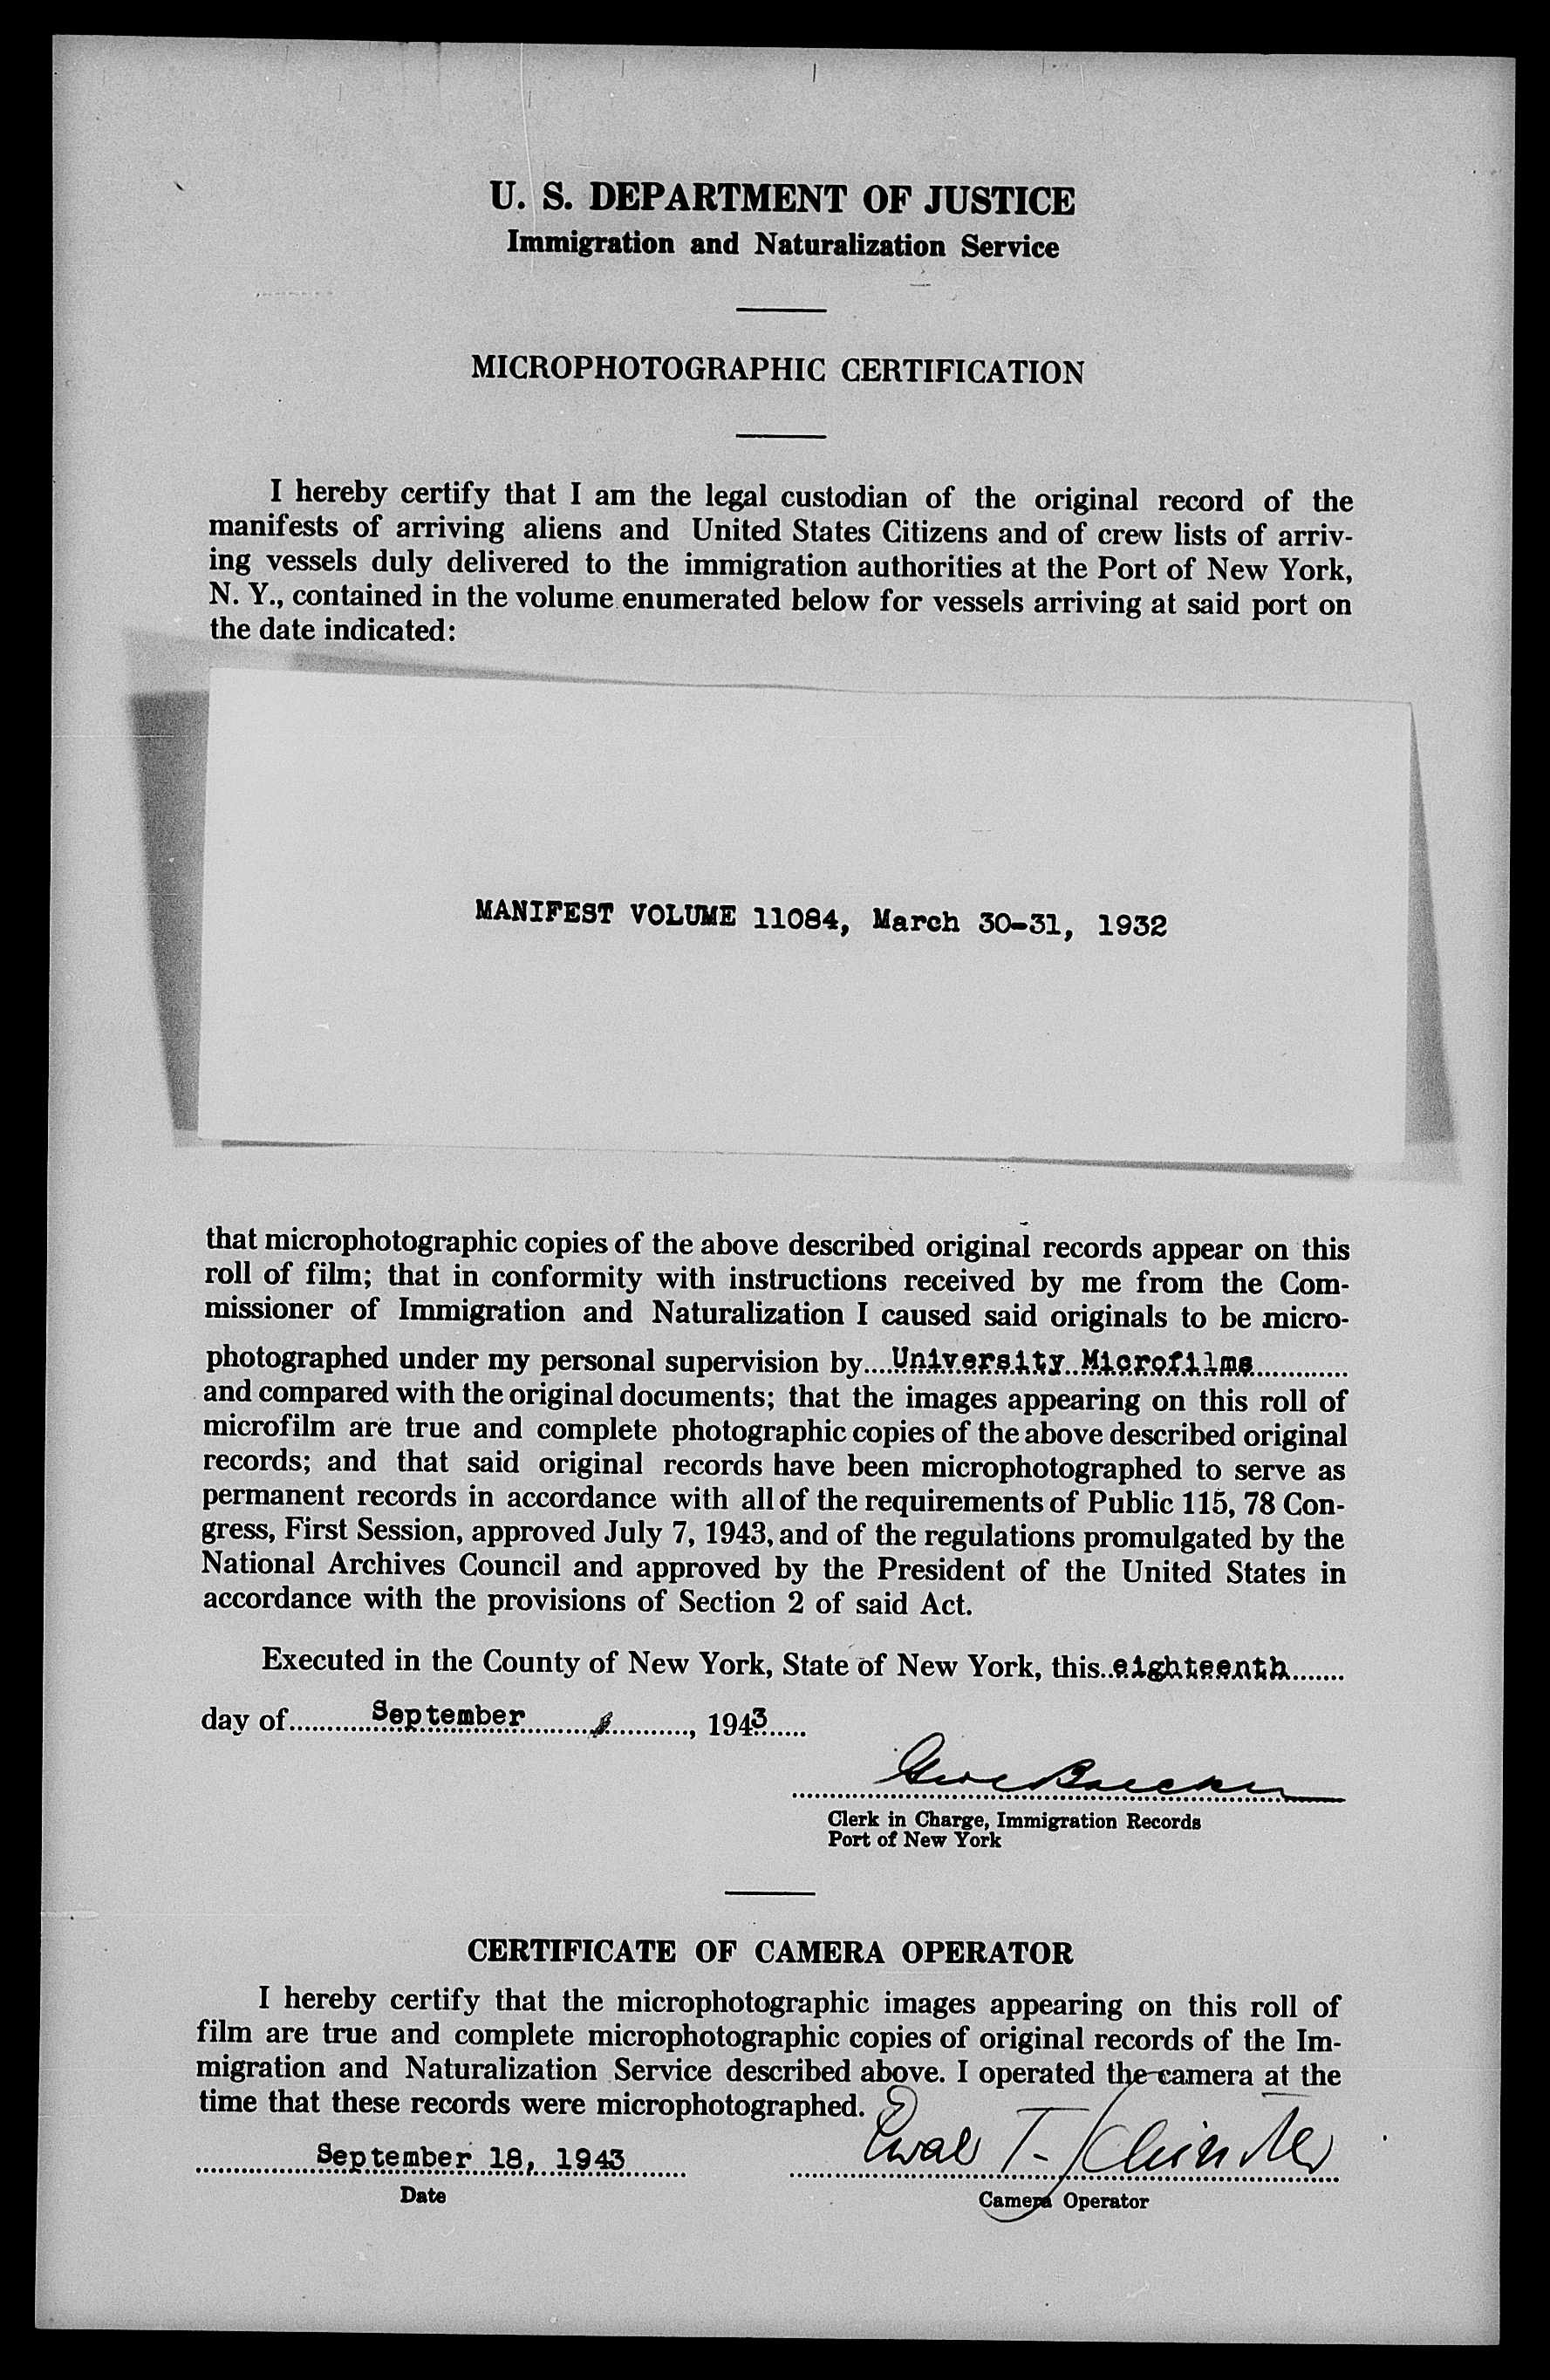 U. S. DEPARTMENT OF JUSTICE
Immigration and Naturalization Service
MICROPHOTOGRAPHIC CERTIFICATION
I hereby certify that I am the legal custodian of the original record of the
manifests of arriving aliens and United States Citizens and of crew lists of arriv-
ing vessels duly delivered to the immigration authorities at the Port of New York,
N. Y., contained in the volume enumerated below for vessels arriving at said port on
the date indicated:
MANIFEST VOLUME 11084, March 30-31, 1932
that microphotographic copies of the above described original records appear on this
roll of film; that in conformity with instructions received by me from the Com-
missioner of Immigration and Naturalization I caused said originals to be micro-
photographed under my personal supervision by....University Microfilms............
and compared with the original documents; that the images appearing on this roll of
microfilm are true and complete photographic copies of the above described original
records; and that said original records have been microphotographed to serve as
permanent records in accordance with all of the requirements of Public 115, 78 Con-
gress, First Session, approved July 7, 1943, and of the regulations promulgated by the
National Archives Council and approved by the President of the United States in
accordance with the provisions of Section 2 of said Act.
Executed in the County of New York, State of New York, this..eighteenth.......
day of...........September..................., 1943......
Clerk in Charge, Immigration Records
Port of New York
CERTIFICATE OF CAMERA OPERATOR
I hereby certify that the microphotographic images appearing on this roll of
film are true and complete microphotographic copies of original records of the Im-
migration and Naturalization Service described above. I operated the camera at the
time that these records were microphotographed.
September 18, 1943
Date
Camera Operator